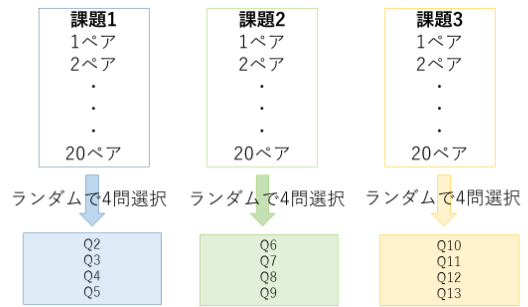 課題1
1ペア
2ペア
・
・
・
20ペア
ランダムで4問選択
Q2
Q3
Q4
Q5
課題2
1ペア
2ペア
・
・
・
20ペア
ランダムで4問選択
Q6
Q7
Q8
Q9
課題3
1ペア
2ペア
・
・
・
20ペア
ランダムで4問選択
Q10
Q11
Q12
Q13